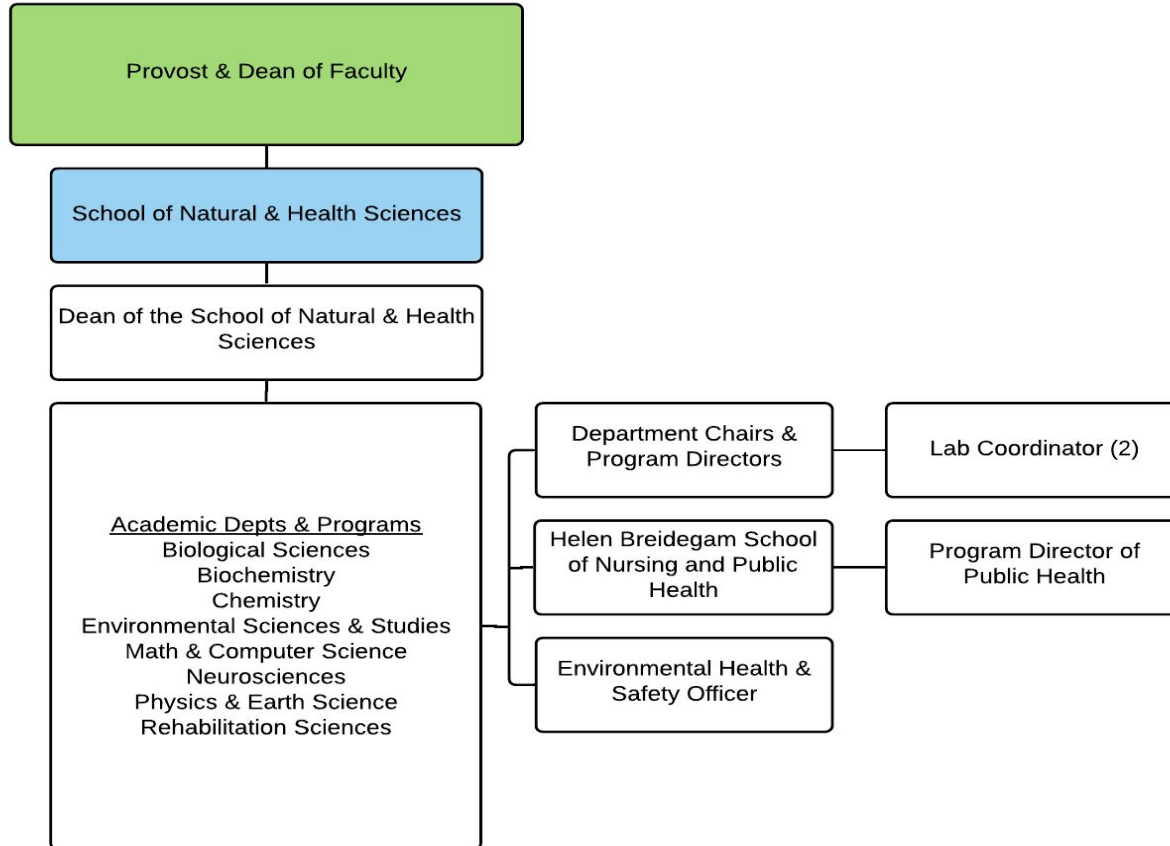 Provost & Dean of Faculty
School of Natural & Health Sciences
Dean of the School of Natural & Health
Sciences
Academic Depts & Programs
Biological Sciences
Biochemistry
Chemistry
Environmental Sciences & Studies
Math & Computer Science
Neurosciences
Physics & Earth Science
Rehabilitation Sciences
Department Chairs &
Program Directors
Lab Coordinator (2)
Helen Breidegam School
of Nursing and Public
Health
Program Director of
Public Health
Environmental Health &
Safety Officer